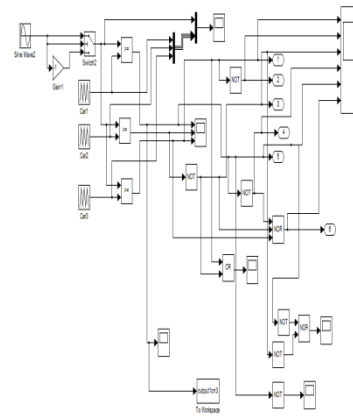 Sine Wave2
Switch2
Gain1
>=
1
NOT
2
Car1
3
>=
4
Car2
5
NOT
>=
NOT
Car3
NOR
6
OR
NOT
NOR
NOT
output1on3
To Workspace
NOT